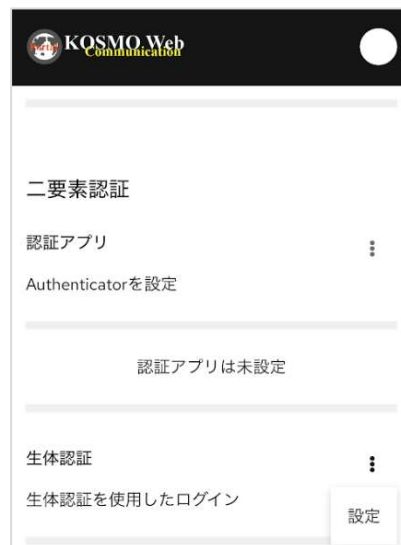 KOSMO Web
Communication
二要素認証
認証アプリ
Authenticatorを設定
認証アプリは未設定
生体認証
生体認証を使用したログイン
設定